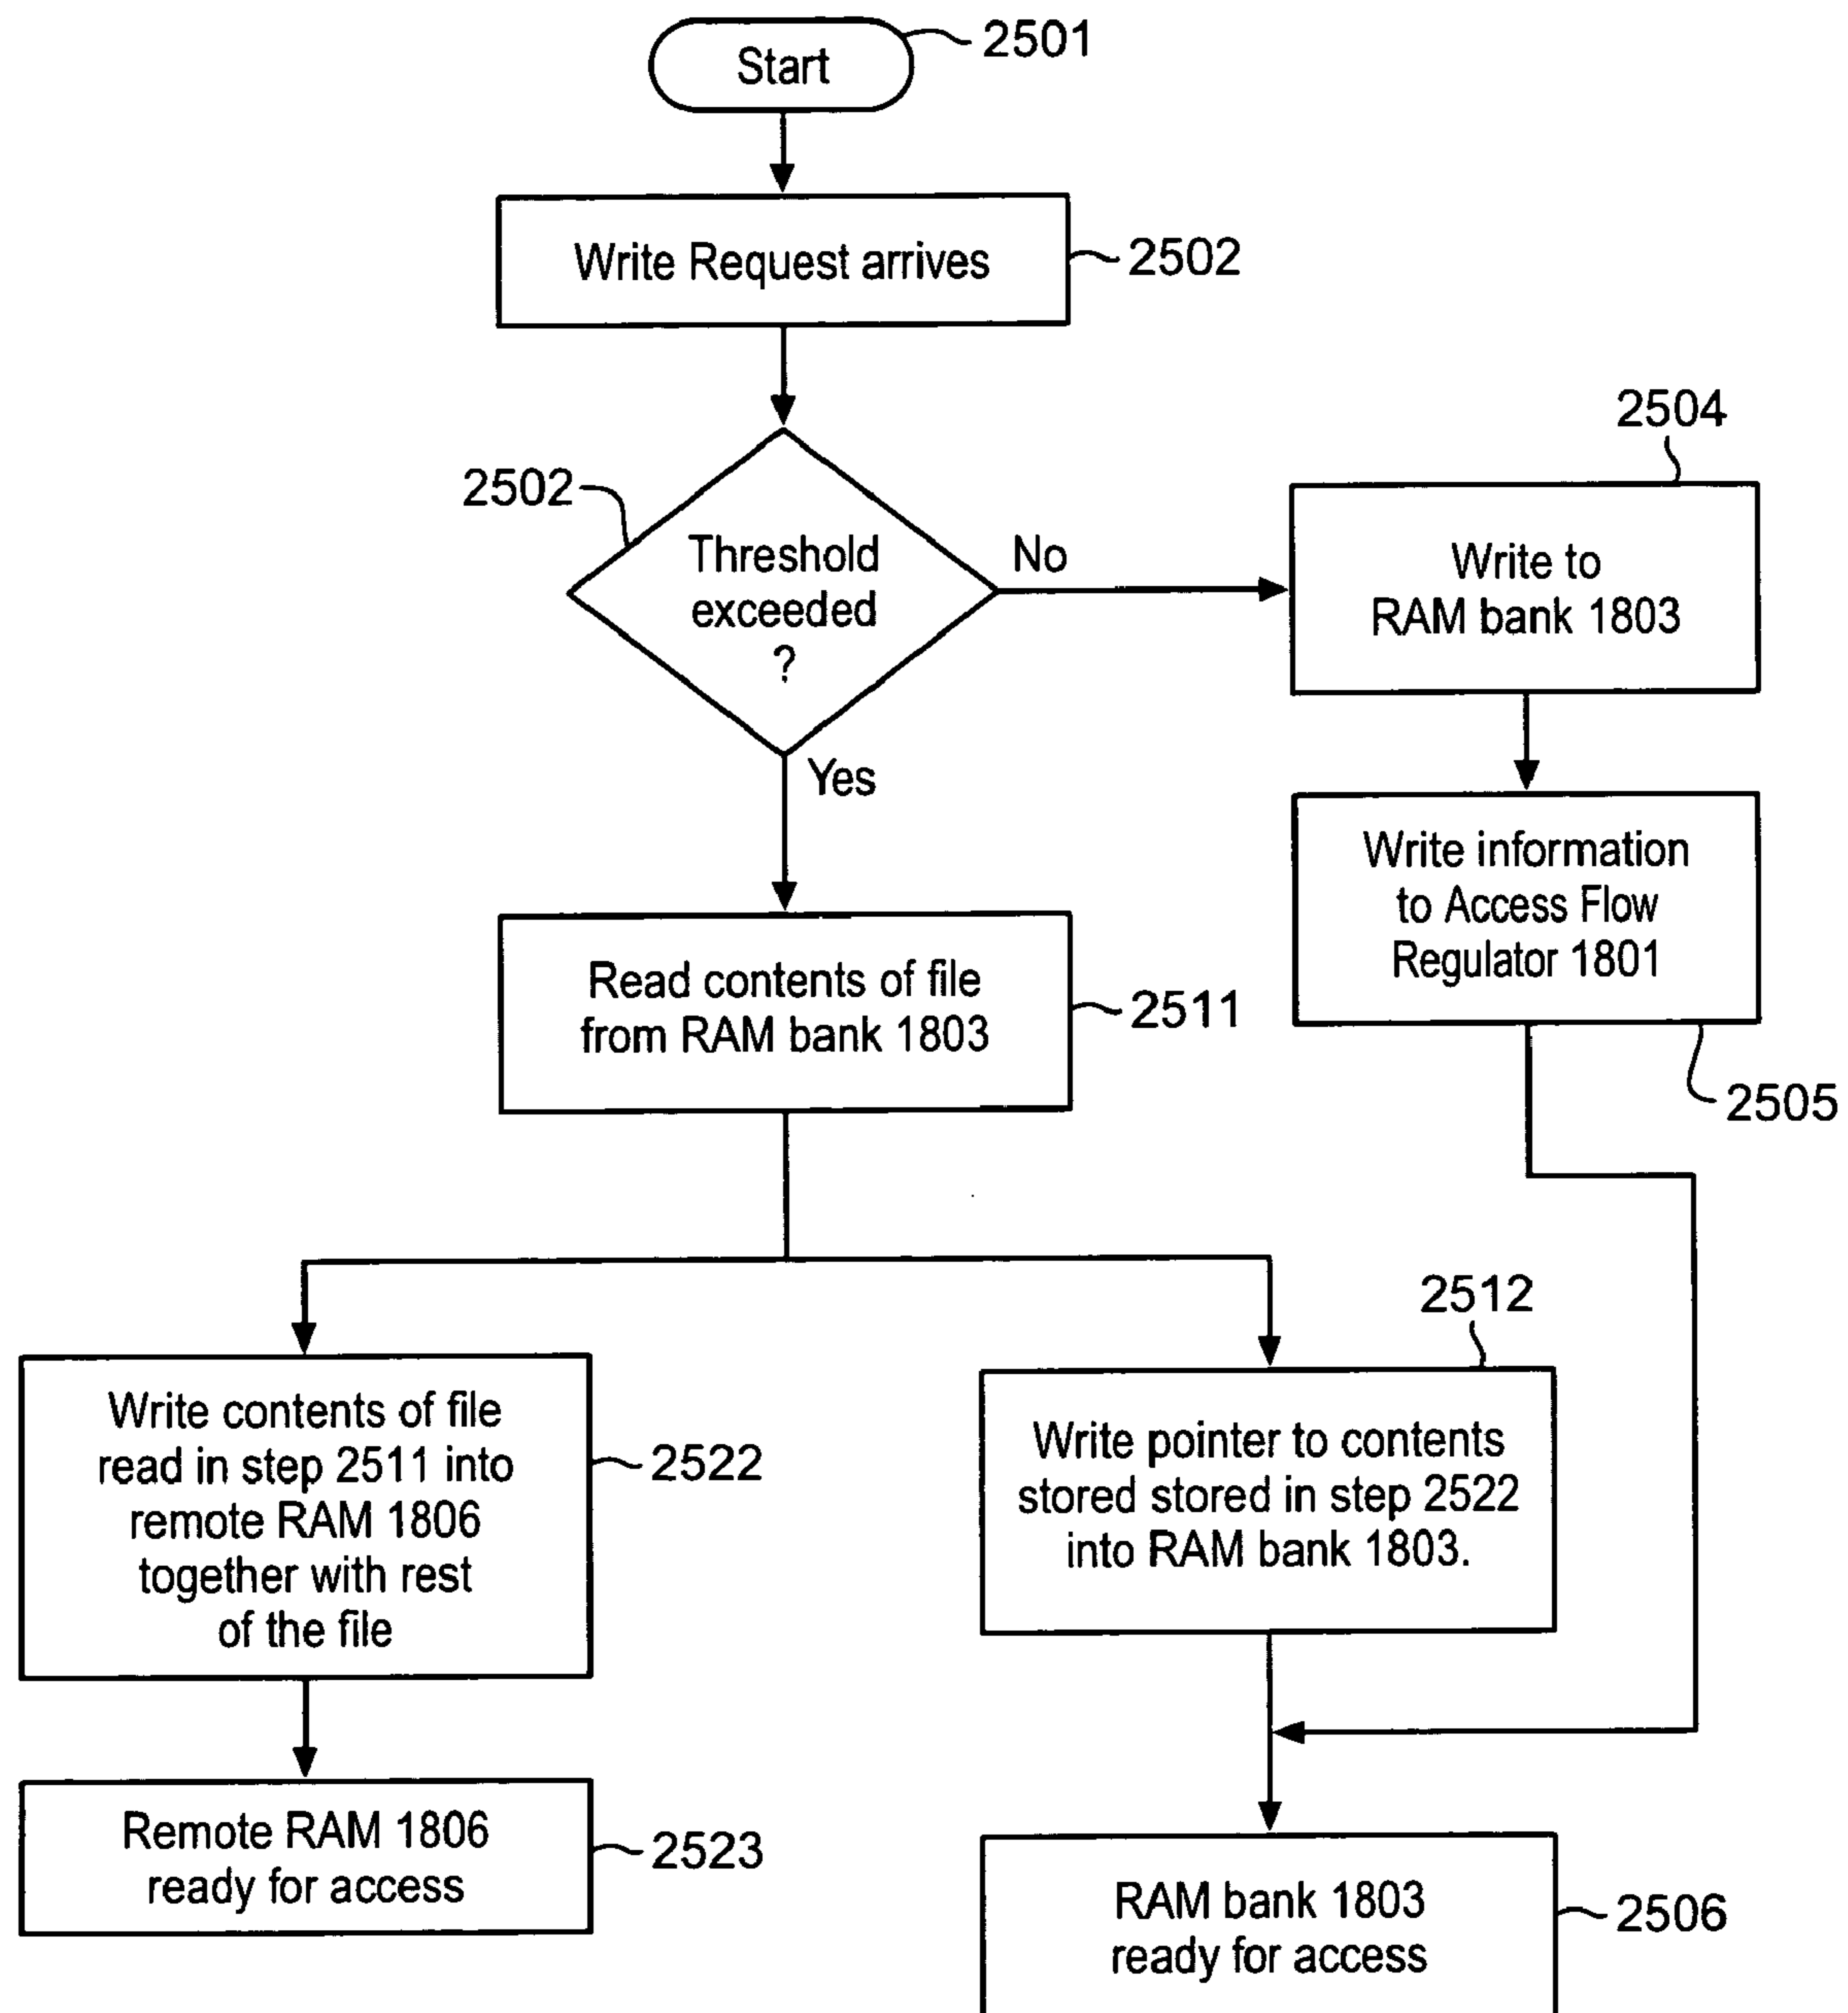 Start
2501
Write Request arrives
2502
2502
Threshold
exceeded
?
No
Yes
2504
Write to
RAM bank 1803
Write information
to Access Flow
Regulator 1801
2505
Read contents of file
from RAM bank 1803
2511
Write contents of file
read in step 2511 into
remote RAM 1806
together with rest
of the file
2522
2512
Write pointer to contents
stored stored in step 2522
into RAM bank 1803.
Remote RAM 1806
ready for access
2523
RAM bank 1803
ready for access
2506